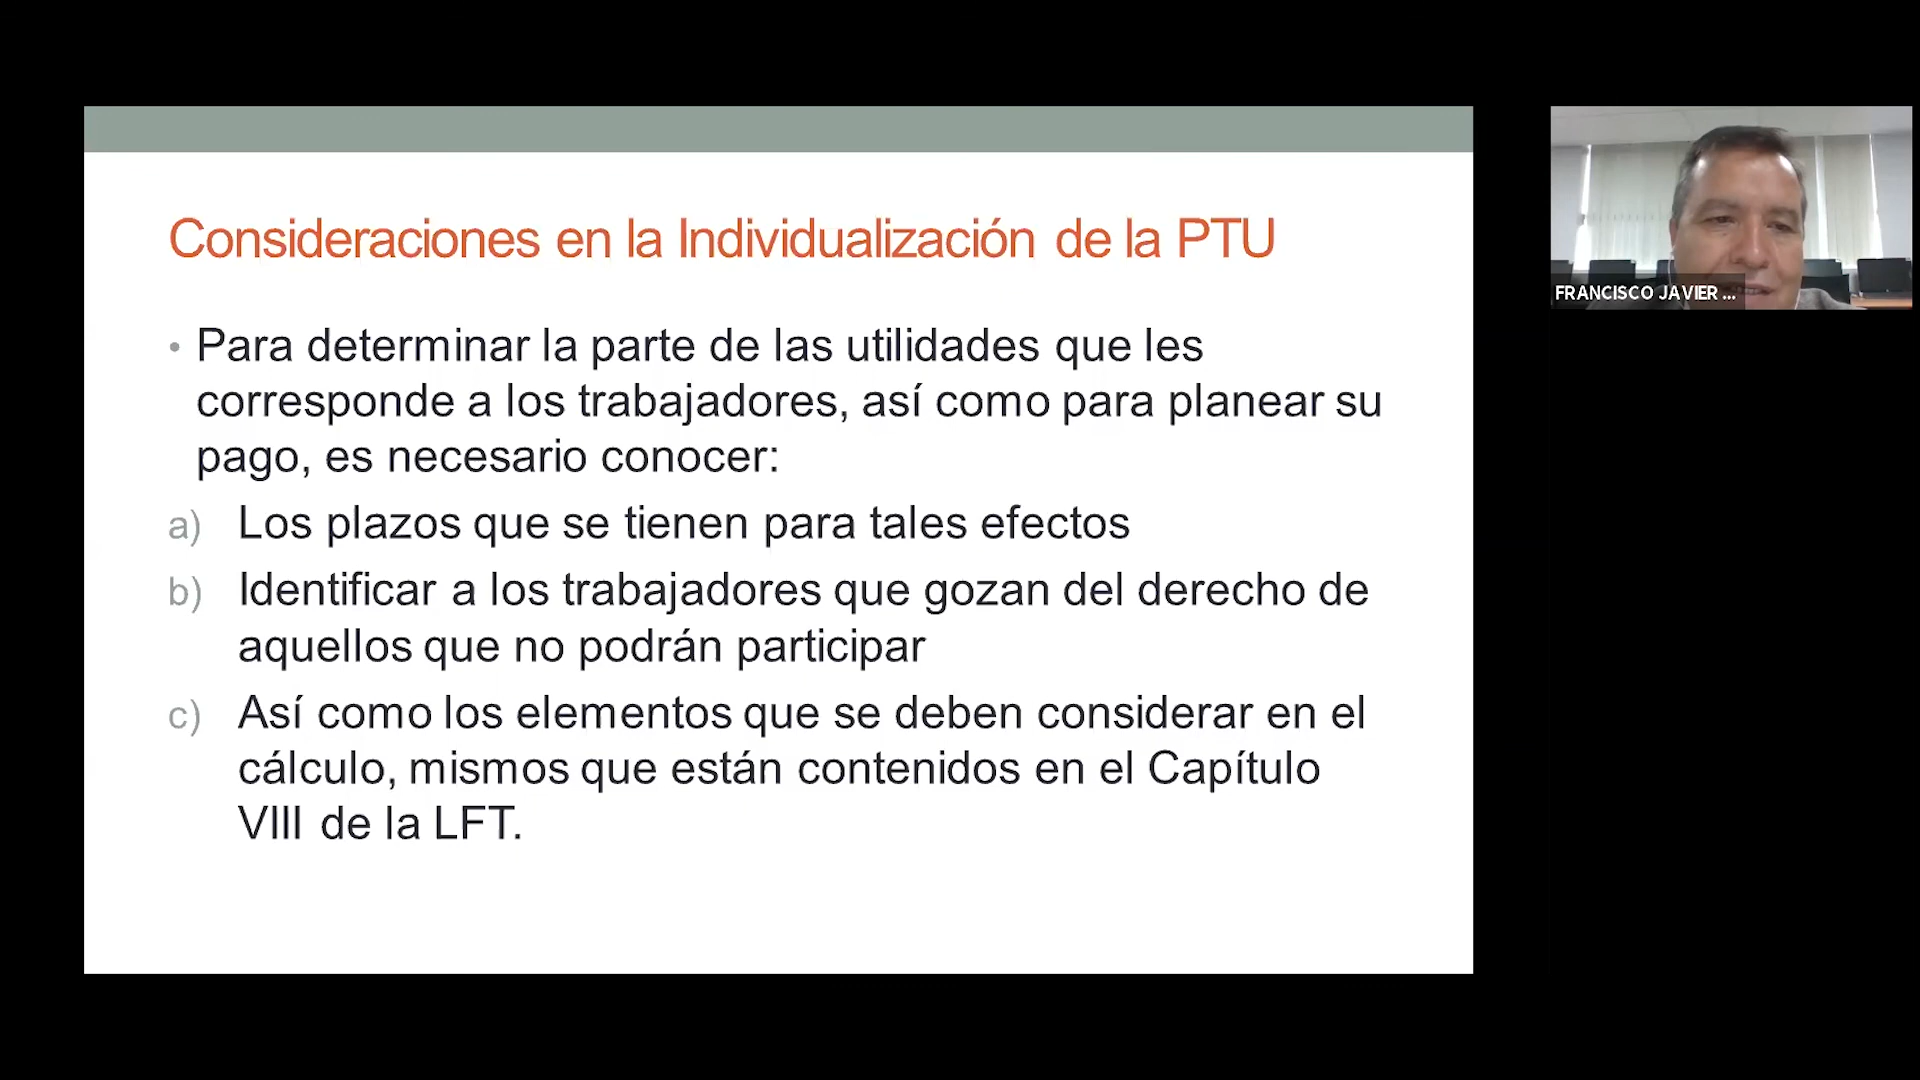 Consideraciones en la Individualización de la PTU
• Para determinar la parte de las utilidades que les
corresponde a los trabajadores, así como para planear su
pago, es necesario conocer:
a) Los plazos que se tienen para tales efectos
b) Identificar a los trabajadores que gozan del derecho de
aquellos que no podrán participar
c) Así como los elementos que se deben considerar en el
cálculo, mismos que están contenidos en el Capítulo
VIII de la LFT.
FRANCISCO JAVIER ...